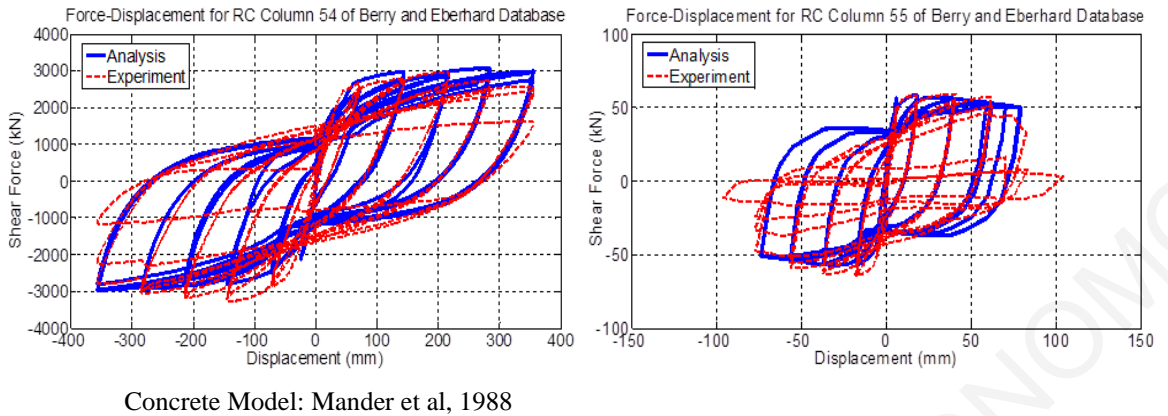 Force-Displacement for RC Column 54 of Berry and Eberhard Database
4000
3000
2000
1000
0
-1000
-2000
-3000
-4000
Shear Force (kN)
Analysis
Experiment
-400 -300 -200 -100 0 100 200 300 400
Displacement (mm)
Force-Displacement for RC Column 55 of Berry and Eberhard Database
100
50
0
-50
-100
Shear Force (kN)
Analysis
Experiment
-150 -100 -50 0 50 100 150
Displacement (mm)
Concrete Model: Mander et al, 1988